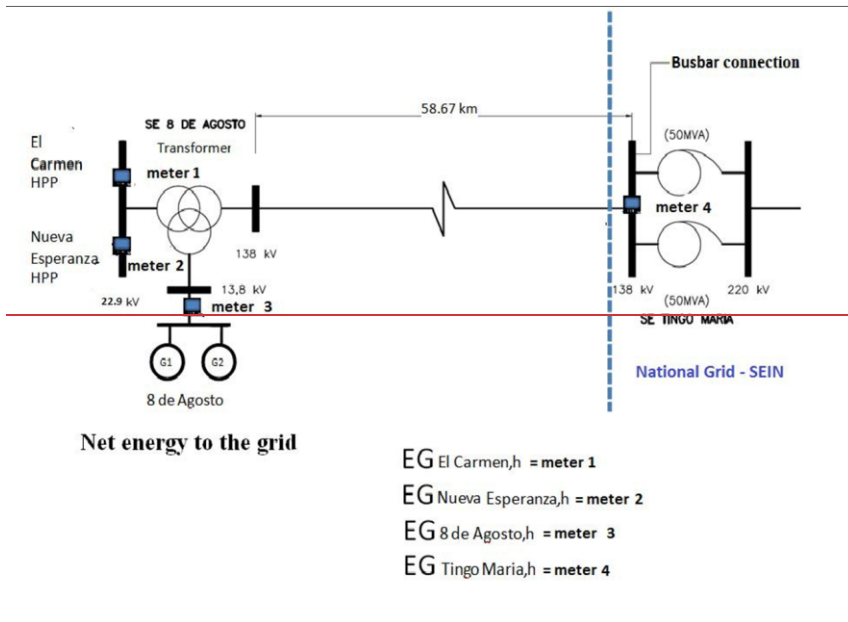 Busbar connection
58.67 km
SE 8 DE AGOSTO
Transformer
(50MVA)
El
Carmen
HPP
meter 1
meter 4
Nueva
Esperanza
HPP
meter 2
138 kV
22.9 kV
13,8 kV
138 kV
220 kV
meter 3
(50MVA)
SE TINGO MARIA
G1
G2
National Grid - SEIN
8 de Agosto
Net energy to the grid
EG El Carmen,h = meter 1
EG Nueva Esperanza,h = meter 2
EG 8 de Agosto,h = meter 3
EG Tingo Maria,h = meter 4